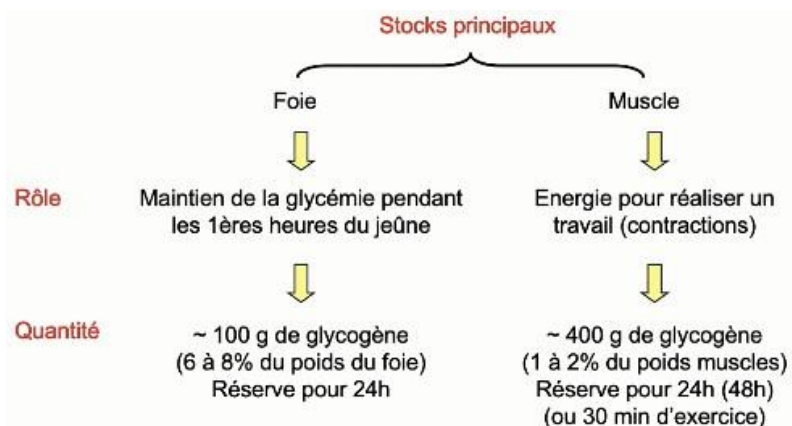 Stocks principaux
Foie Muscle
Rôle Maintien de la glycémie pendant Energie pour réaliser un
les 1ères heures du jeûne travail (contractions)
Quantité ~ 100 g de glycogène ~ 400 g de glycogène
(6 à 8% du poids du foie) (1 à 2% du poids muscles)
Réserve pour 24h Réserve pour 24h (48h)
(ou 30 min d'exercice)